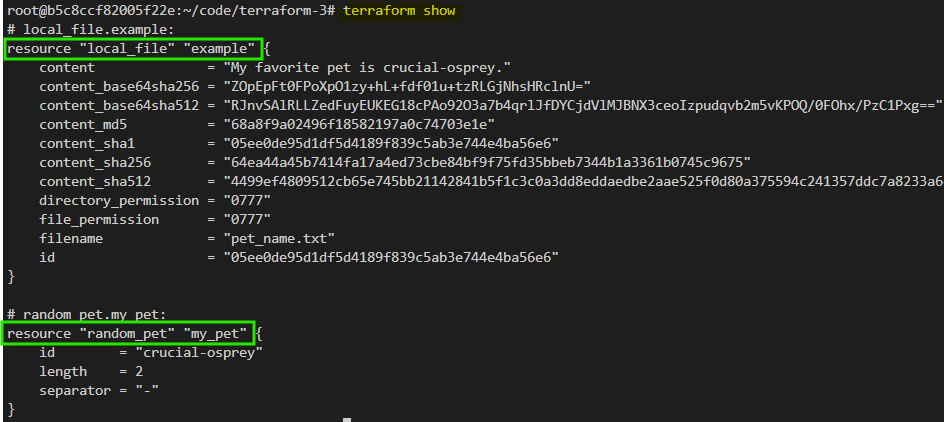 root@b5c8ccf82005f22e:~/code/terraform-3# terraform show
# local_file.example:
resource "local_file" "example" {
    content              = "My favorite pet is crucial-osprey."
    content_base64sha256 = "ZOpEpFt0FPoXpO1zy+hL+fdf01u+tzRLGjNhsHRclnU="
    content_base64sha512 = "RJnvSAlRLLZedFuyEUKEG18cPAo92O3a7b4qrlJfDYCjdVlMJBNX3ceoIzpudqvb2m5vKPOQ/0FOhx/PzC1Pxg=="
    content_md5          = "68a8f9a02496f18582197a0c74703e1e"
    content_sha1         = "05ee0de95d1df5d4189f839c5ab3e744e4ba56e6"
    content_sha256       = "64ea44a45b7414fa17a4ed73cbe84bf9f75fd35bbeb7344b1a3361b0745c9675"
    content_sha512       = "4499ef4809512cb65e745bb21142841b5f1c3c0a3dd8eddaedbe2aae525f0d80a375594c241357ddc7a8233a6
    directory_permission = "0777"
    file_permission      = "0777"
    filename             = "pet_name.txt"
    id                   = "05ee0de95d1df5d4189f839c5ab3e744e4ba56e6"
}
# random_pet.my_pet:
resource "random_pet" "my_pet" {
    id        = "crucial-osprey"
    length    = 2
    separator = "-"
}